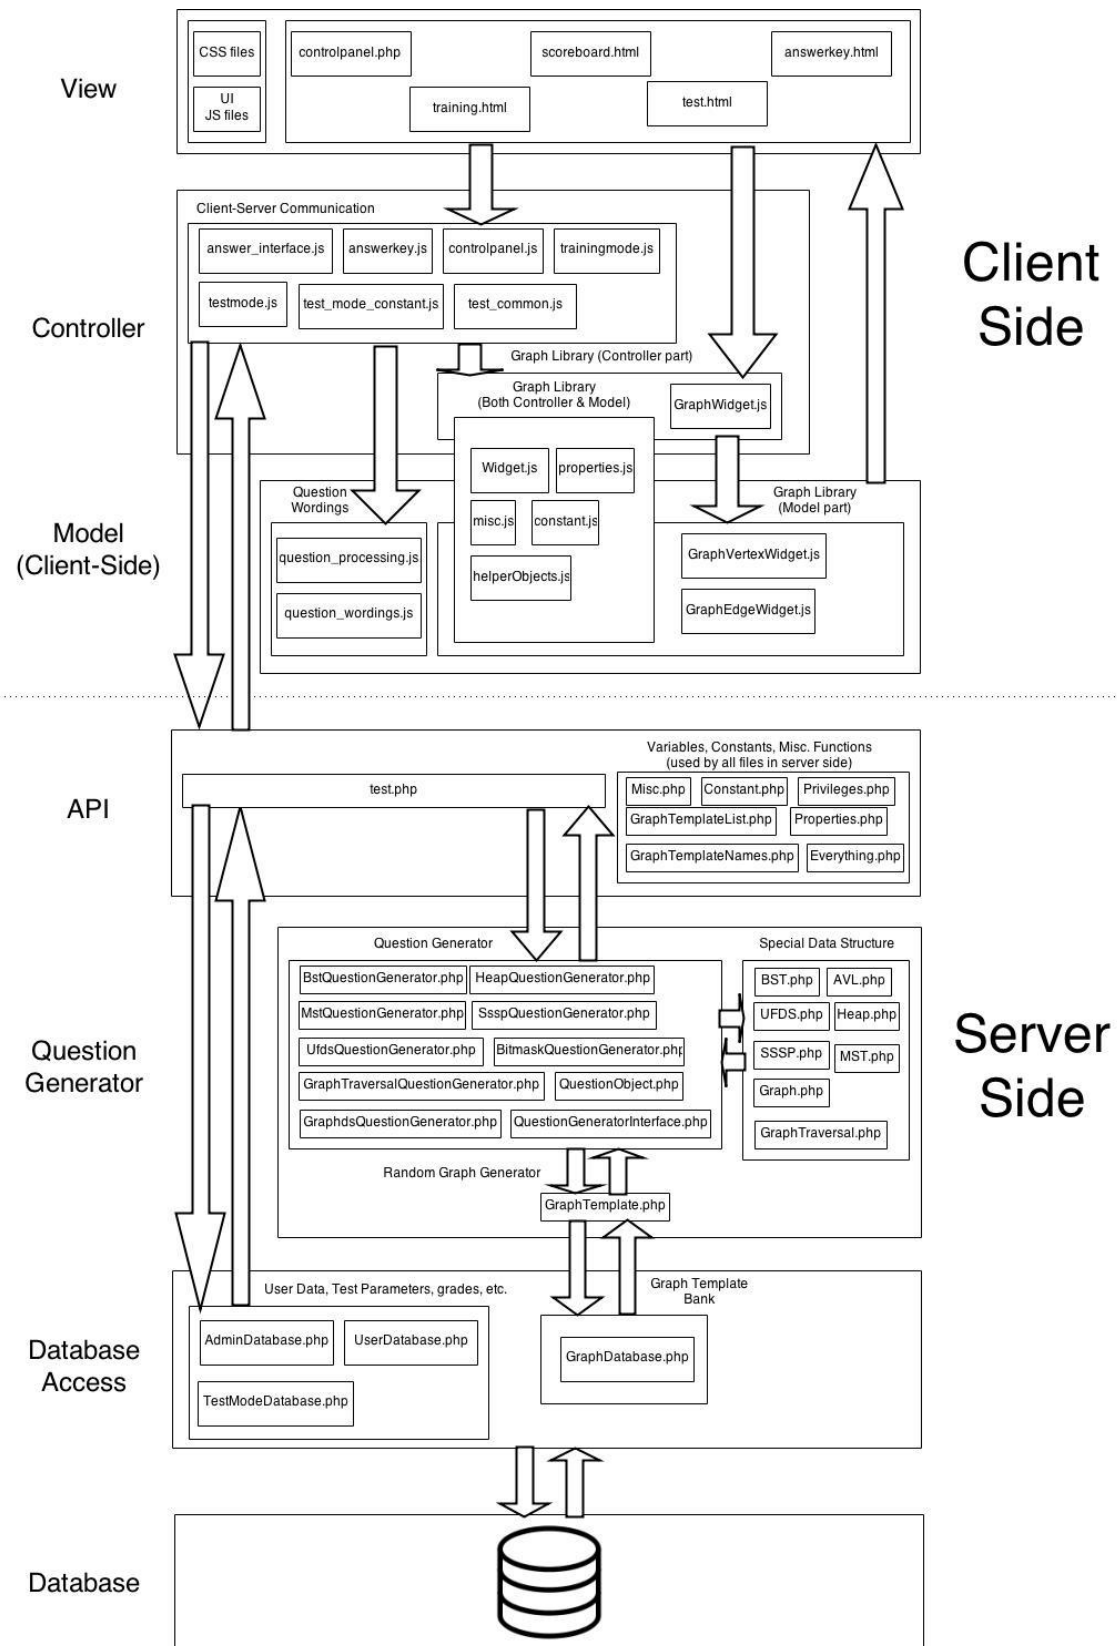 View
CSS files
UI
JS files
controlpanel.php
scoreboard.html
answerkey.html
training.html
test.html
Client
Side
Controller
Client-Server Communication
answer_interface.js
answerkey.js
controlpanel.js
trainingmode.js
testmode.js
test_mode_constant.js
test_common.js
Graph Library (Controller part)
Graph Library
(Both Controller & Model)
GraphWidget.js
Model
(Client-Side)
Question
Wordings
question_processing.js
question_wordings.js
Widget.js
properties.js
misc.js
constant.js
helperObjects.js
Graph Library
(Model part)
GraphVertexWidget.js
GraphEdgeWidget.js
API
test.php
Variables, Constants, Misc. Functions
(used by all files in server side)
Misc.php
Constant.php
Privileges.php
GraphTemplateList.php
Properties.php
GraphTemplateNames.php
Everything.php
Server
Side
Question
Generator
Question Generator
BstQuestionGenerator.php
HeapQuestionGenerator.php
MstQuestionGenerator.php
SsspQuestionGenerator.php
UfdsQuestionGenerator.php
BitmaskQuestionGenerator.php
GraphTraversalQuestionGenerator.php
QuestionObject.php
GraphdsQuestionGenerator.php
QuestionGeneratorInterface.php
Special Data Structure
BST.php
AVL.php
UFDS.php
Heap.php
SSSP.php
MST.php
Graph.php
GraphTraversal.php
Random Graph Generator
GraphTemplate.php
Database
Access
User Data, Test Parameters, grades, etc.
AdminDatabase.php
UserDatabase.php
TestModeDatabase.php
Graph Template
Bank
GraphDatabase.php
Database